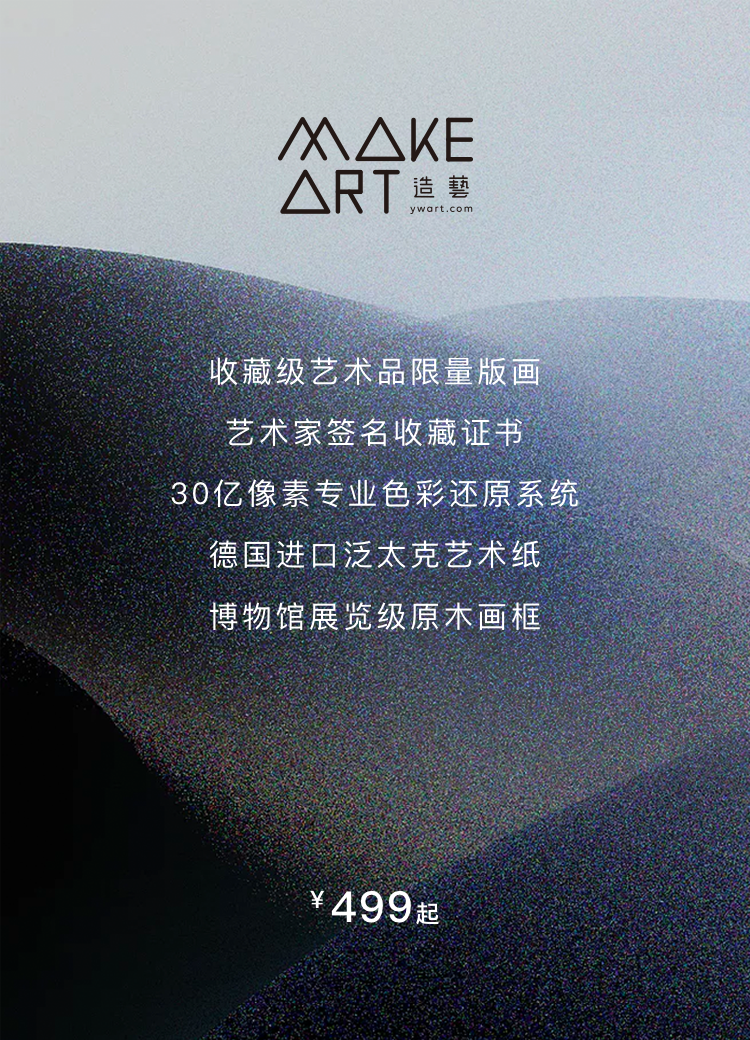 MAKE
ART 造藝
ywart.com
收藏级艺术品限量版画
艺术家签名收藏证书
30亿像素专业色彩还原系统
德国进口泛太克艺术纸
博物馆展览级原木画框
¥499起